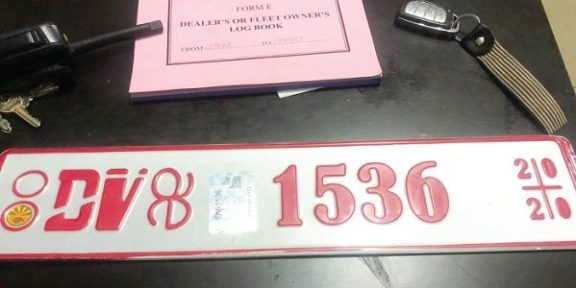 FORM E
DEALER'S OR FLEET OWNER'S
LOG BOOK
FROM: TO:
DV 1536 20
20